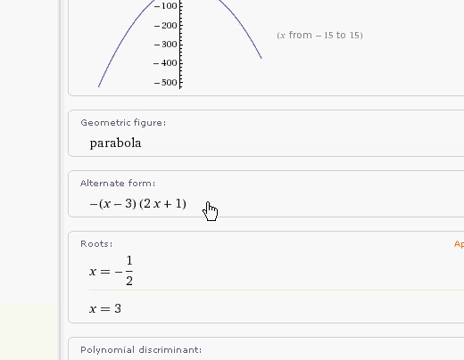 −100
−200
−300
−400
−500
(x from −15 to 15)
Geometric figure:
parabola
Alternate form:
−(x − 3) (2 x + 1)
Roots:
x = −1/2
x = 3
Polynomial discriminant: